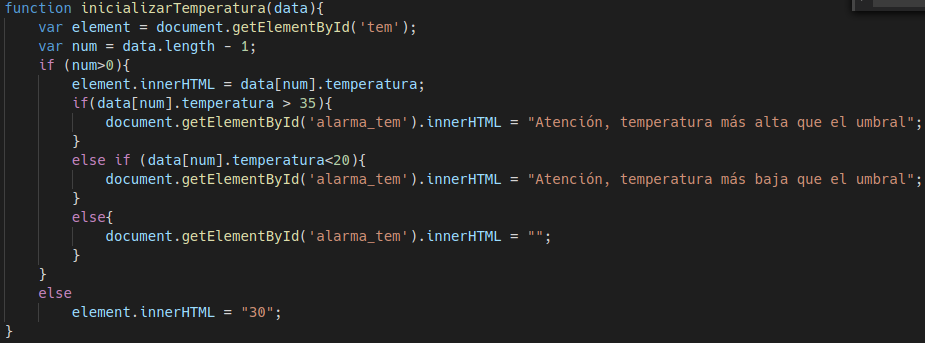 function inicializarTemperatura(data){
    var element = document.getElementById('tem');
    var num = data.length - 1;
    if (num>0){
        element.innerHTML = data[num].temperatura;
        if(data[num].temperatura > 35){
            document.getElementById('alarma_tem').innerHTML = "Atención, temperatura más alta que el umbral";
        }
        else if (data[num].temperatura<20){
            document.getElementById('alarma_tem').innerHTML = "Atención, temperatura más baja que el umbral";
        }
        else{
            document.getElementById('alarma_tem').innerHTML = "";
        }
    }
    else
        element.innerHTML = "30";
}